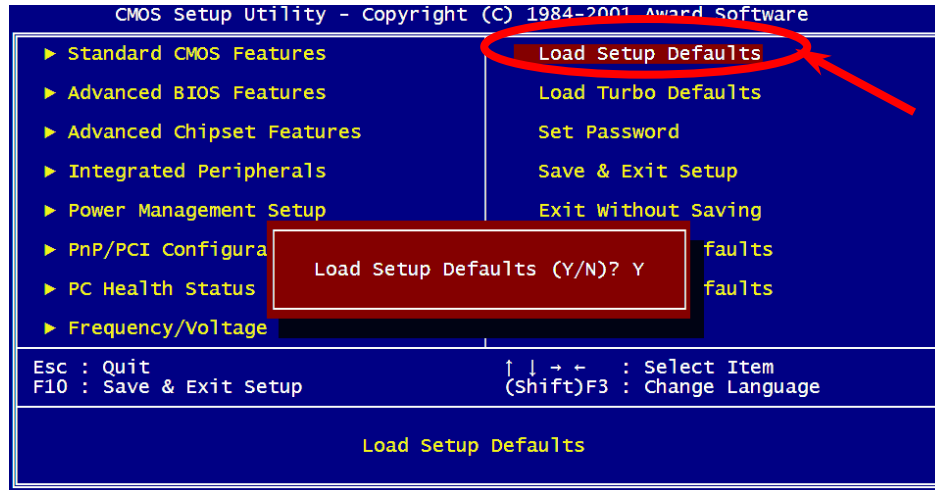 CMOS Setup Utility - Copyright (C) 1984-2001 Award Software
► Standard CMOS Features
► Advanced BIOS Features
► Advanced Chipset Features
► Integrated Peripherals
► Power Management Setup
► PnP/PCI Configura
► PC Health Status
► Frequency/Voltage
Load Setup Defaults
Load Turbo Defaults
Set Password
Save & Exit Setup
Exit Without Saving
faults
faults
Load Setup Defaults (Y/N)? Y
Esc : Quit
F10 : Save & Exit Setup
↑ ↓ → ← : Select Item
(Shift)F3 : Change Language
Load Setup Defaults